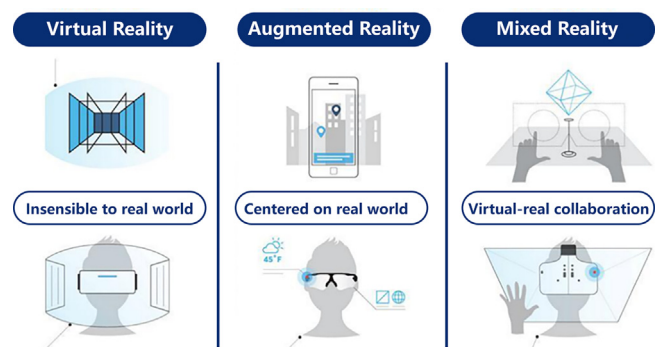 Virtual Reality
Augmented Reality
Mixed Reality
Insensible to real world
Centered on real world
Virtual-real collaboration
45°F